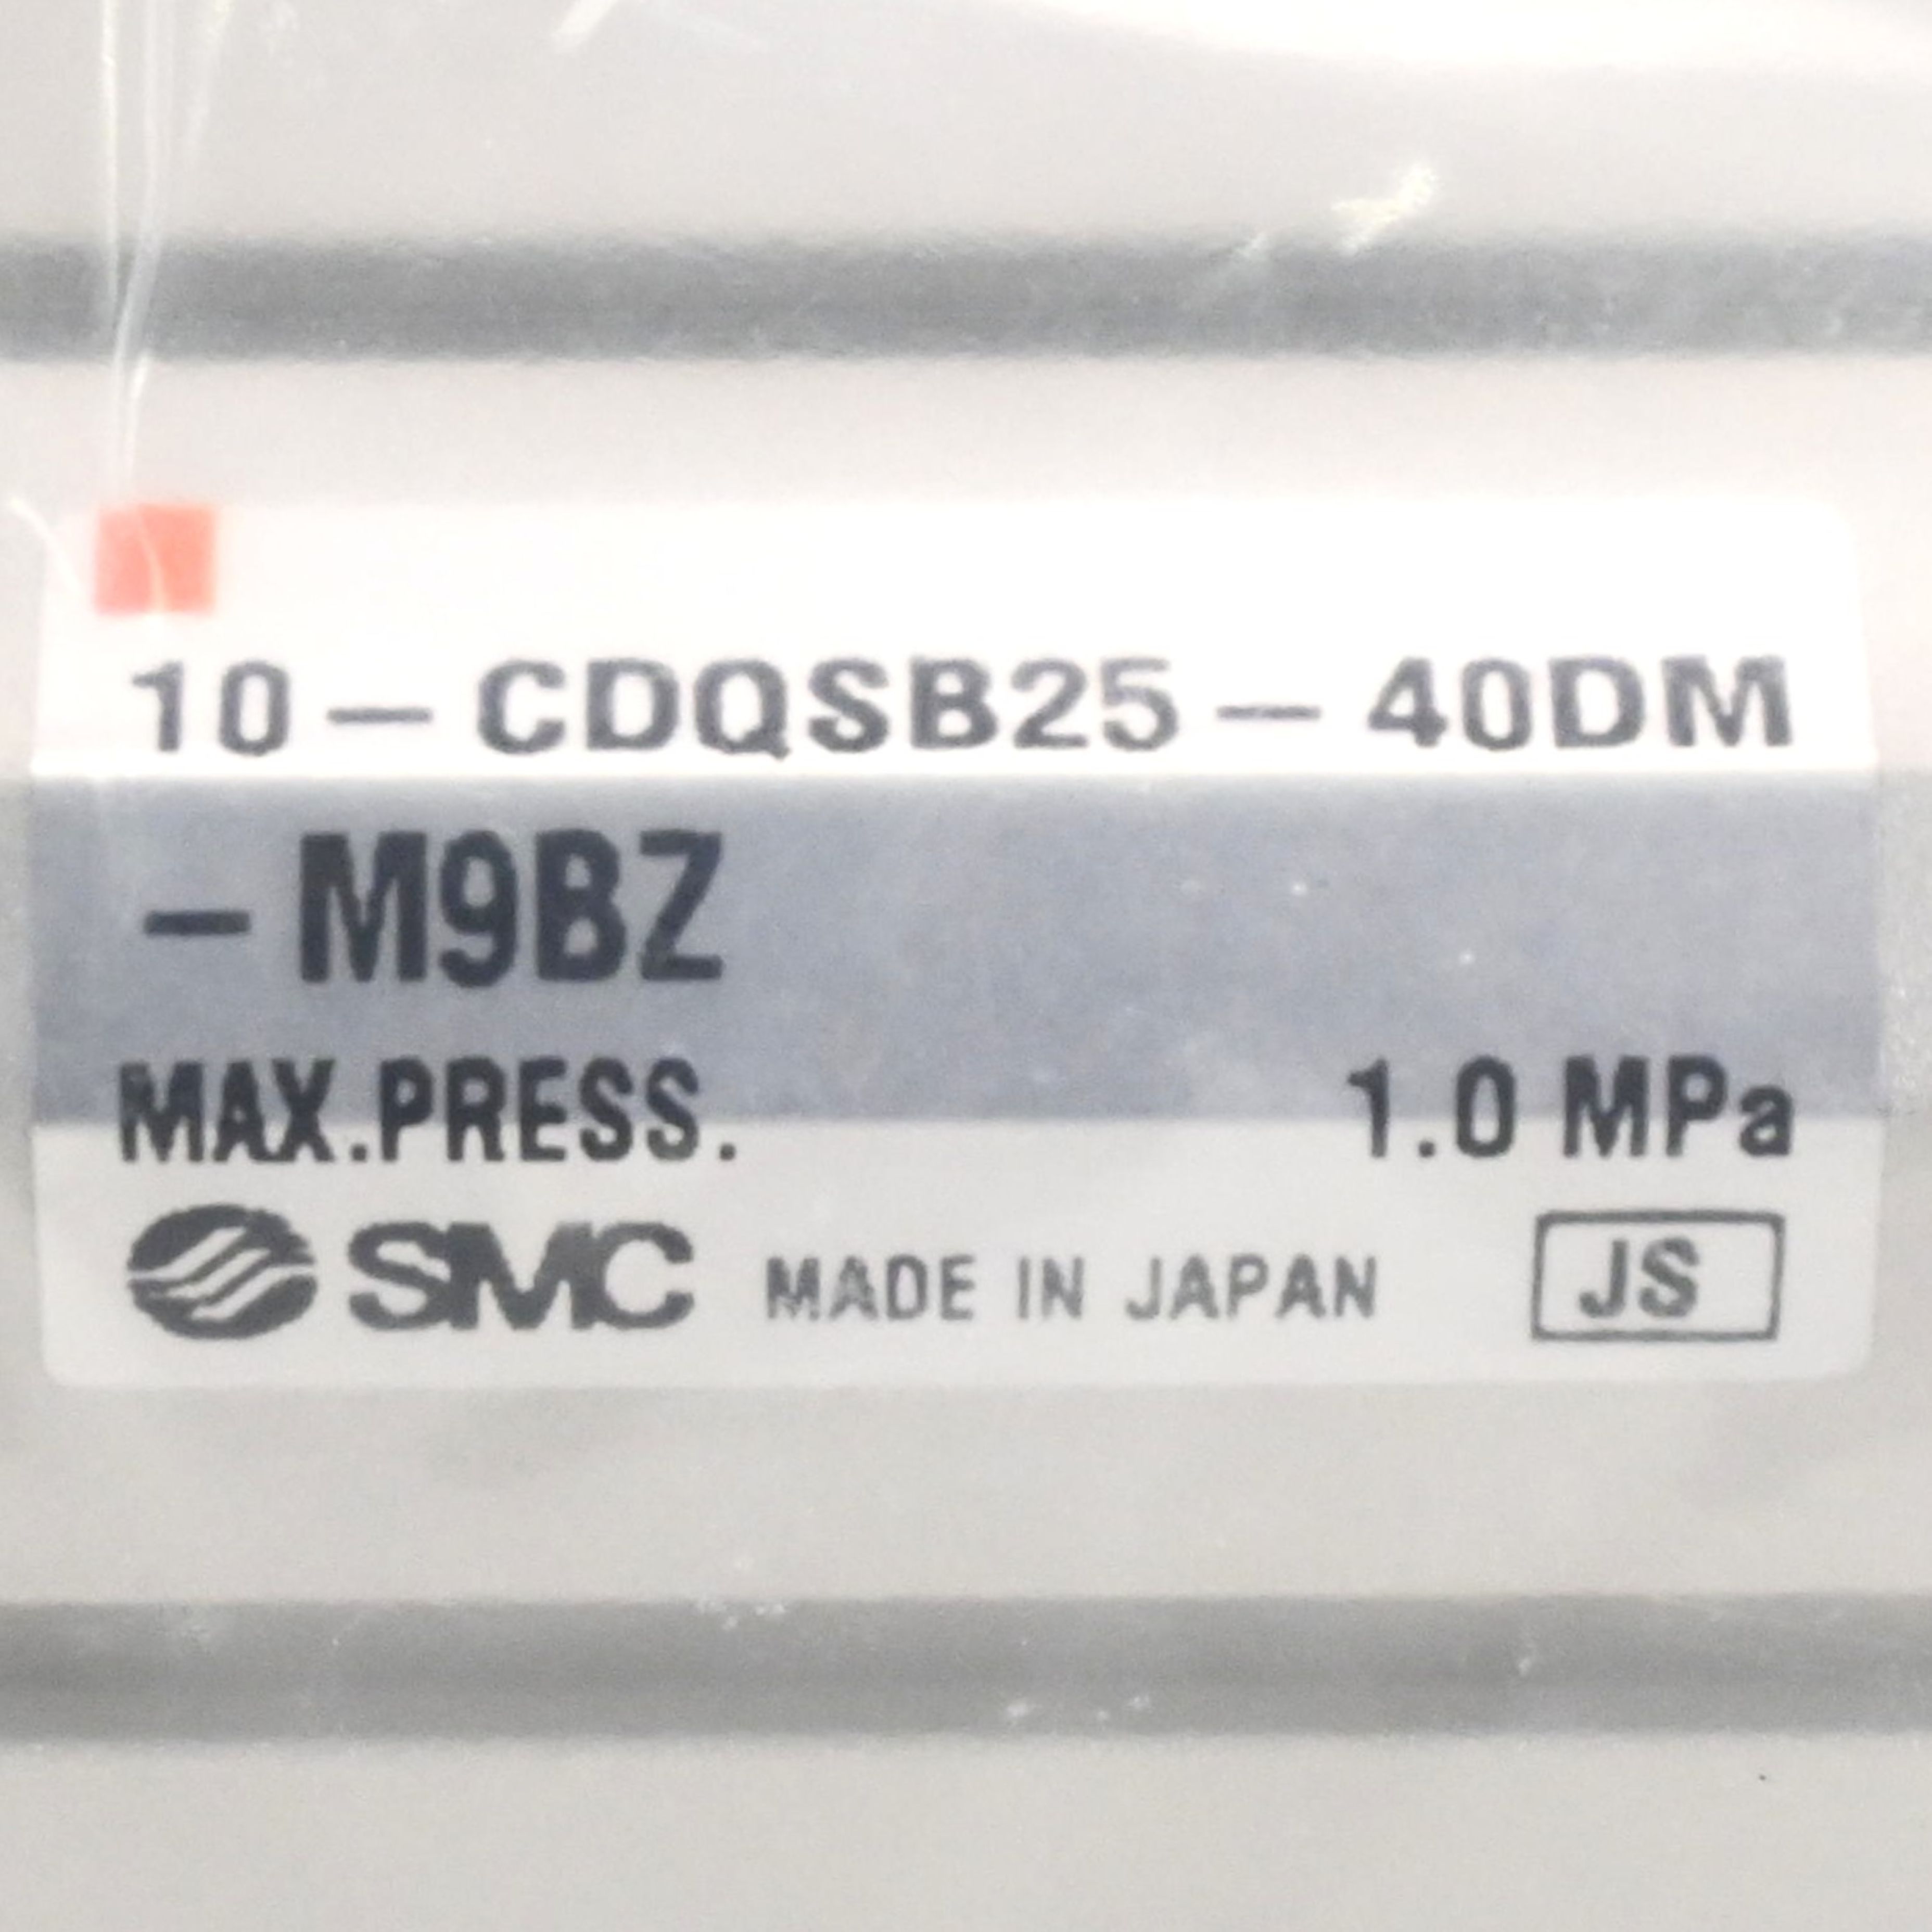 10-CDQSB25-40DM
-M9BZ
MAX.PRESS. 1.0 MPa
SMC MADE IN JAPAN JS